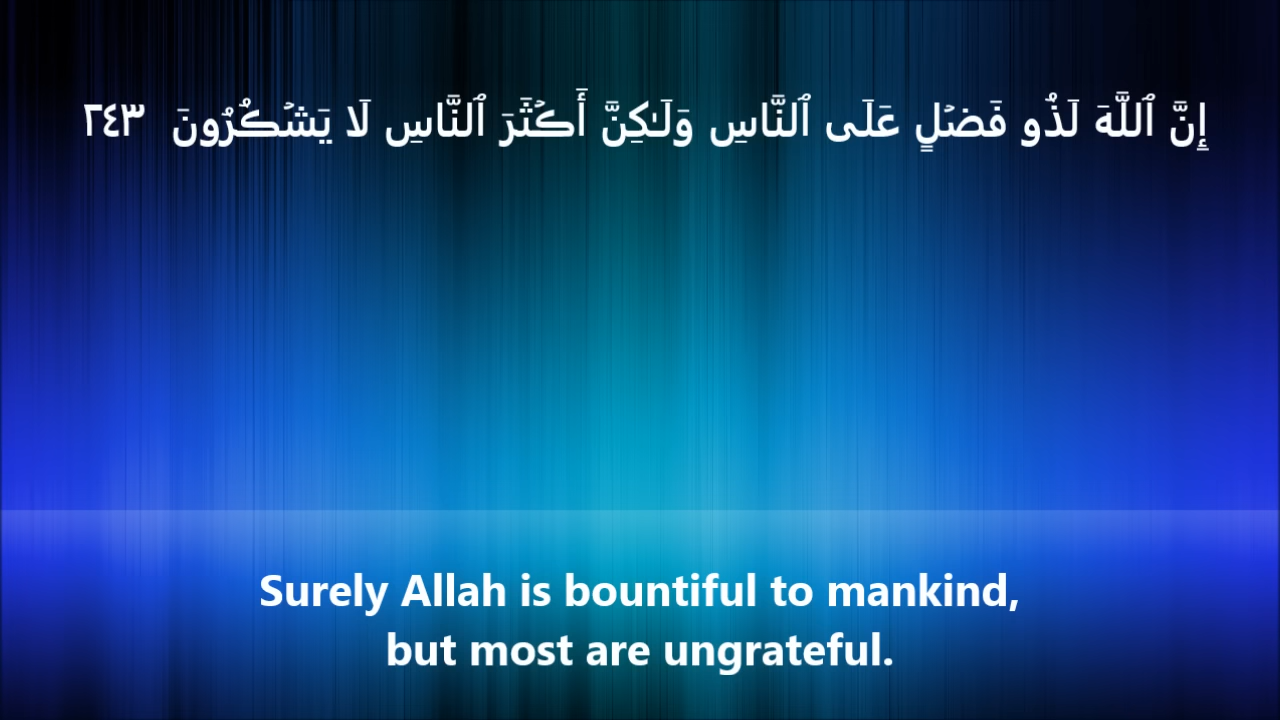 إِنَّ ٱللَّهَ لَذُو فَضۡلٍ عَلَى ٱلنَّاسِ وَلَـٰكِنَّ أَكۡثَرَ ٱلنَّاسِ لَا يَشۡكُرُونَ ٢٤٣
Surely Allah is bountiful to mankind,
but most are ungrateful.